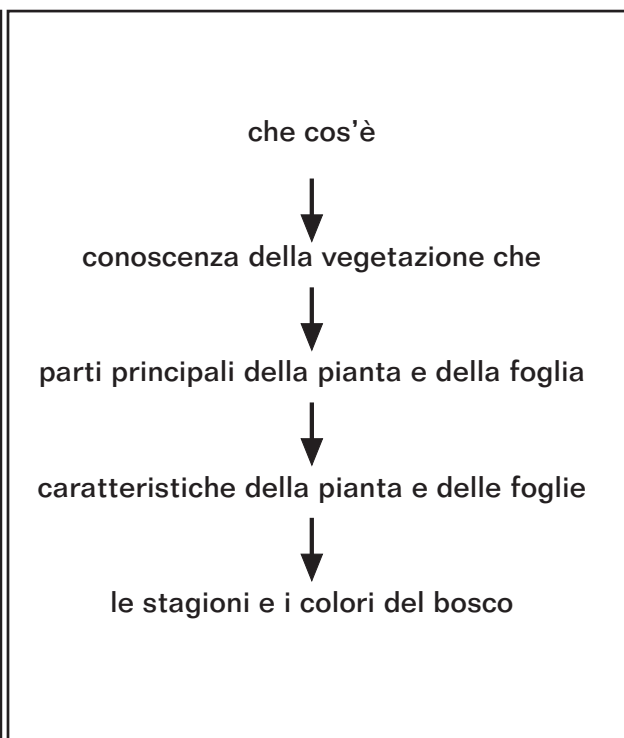 che cos’è
conoscenza della vegetazione che
parti principali della pianta e della foglia
caratteristiche della pianta e delle foglie
le stagioni e i colori del bosco